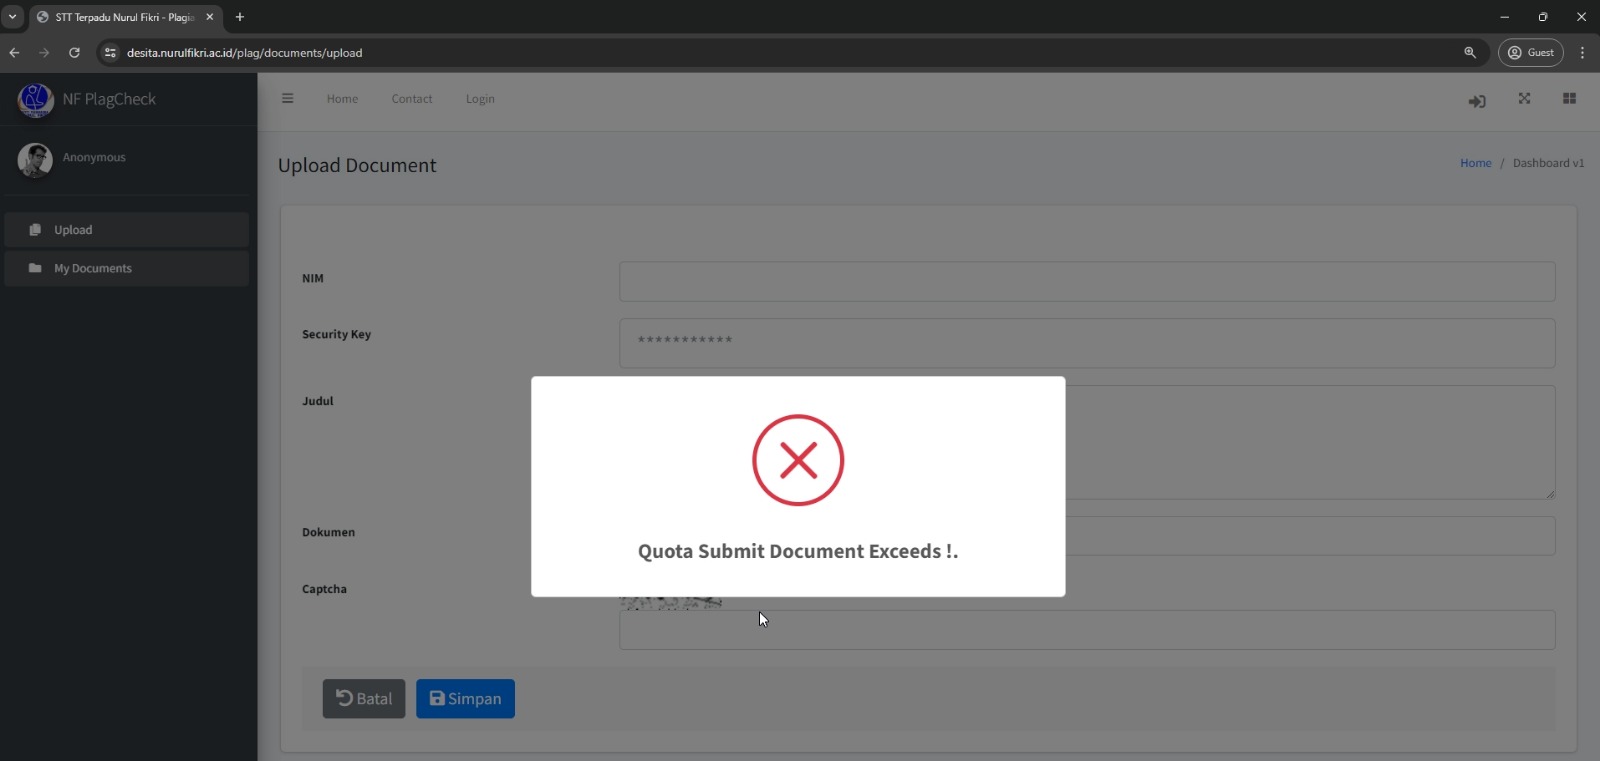 STT Terpadu Nurul Fikri - Plagia
desita.nurulfikri.ac.id/plag/documents/upload
Guest
NF PlagCheck
Home
Contact
Login
Anonymous
Upload Document
Home / Dashboard v1
Upload
My Documents
NIM
Security Key
***********
Judul
Quota Submit Document Exceeds !.
Dokumen
Captcha
Batal
Simpan